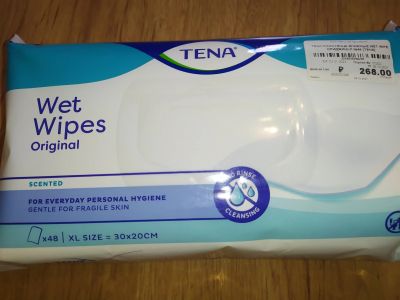 TENA
₽
268.00
Wet
Wipes
Original
SCENTED
FOR EVERYDAY PERSONAL HYGIENE
GENTLE FOR FRAGILE SKIN
NO RINSE
CLEANSING
x48 | XL SIZE = 30x20CM